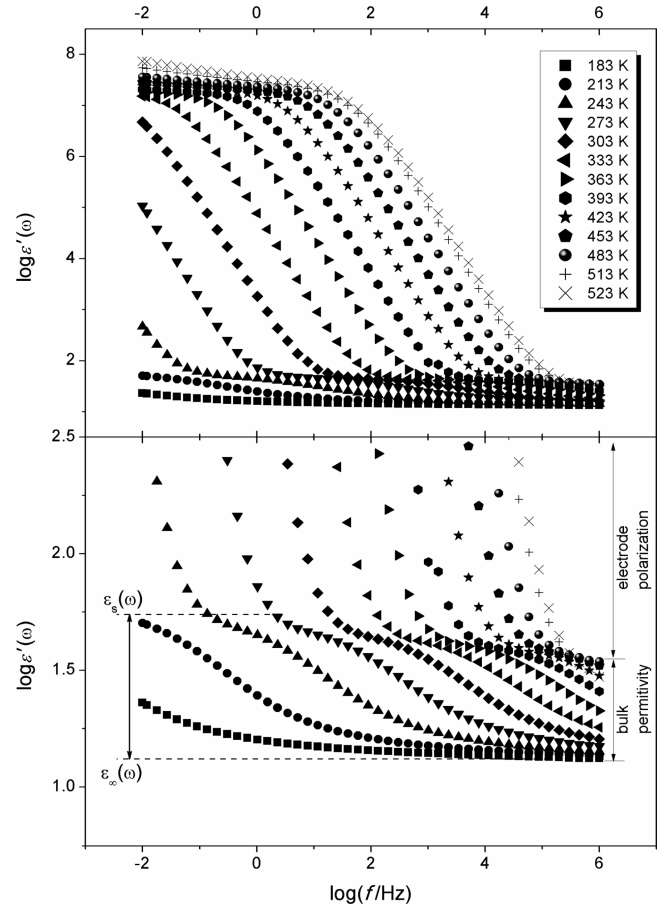 -2 0 2 4 6
8
6
4
2
log ε′(ω)
183 K
213 K
243 K
273 K
303 K
333 K
363 K
393 K
423 K
453 K
483 K
513 K
523 K
2.5
2.0
1.5
1.0
log ε′(ω)
εs(ω)
ε∞(ω)
electrode
polarization
bulk
permitivity
-2 0 2 4 6
log(f/Hz)